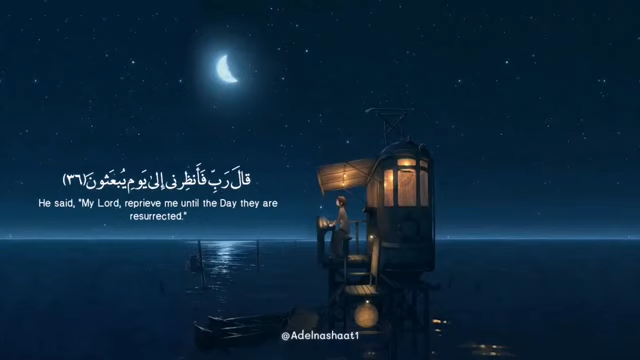 قَالَ رَبِّ فَأَنظِرْنِي إِلَىٰ يَوْمِ يُبْعَثُونَ (٣٦)
He said, "My Lord, reprieve me until the Day they are
resurrected."
@Adelnashaat1